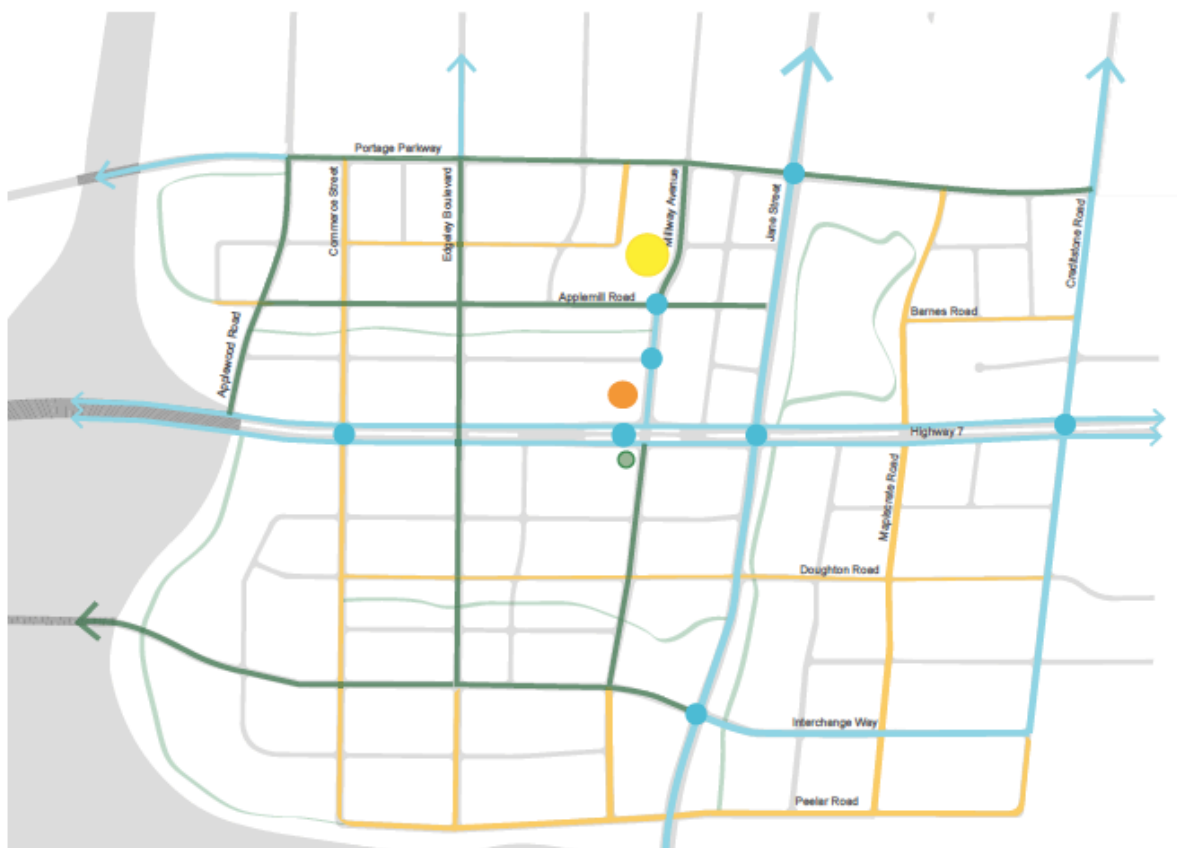 Portage Parkway
Commerce Street
Edgeley Boulevard
Millway Avenue
Jane Street
Creditstone Road
Applemill Road
Barnes Road
Applewood Road
Highway 7
Maplecrete Road
Doughton Road
Interchange Way
Peelar Road